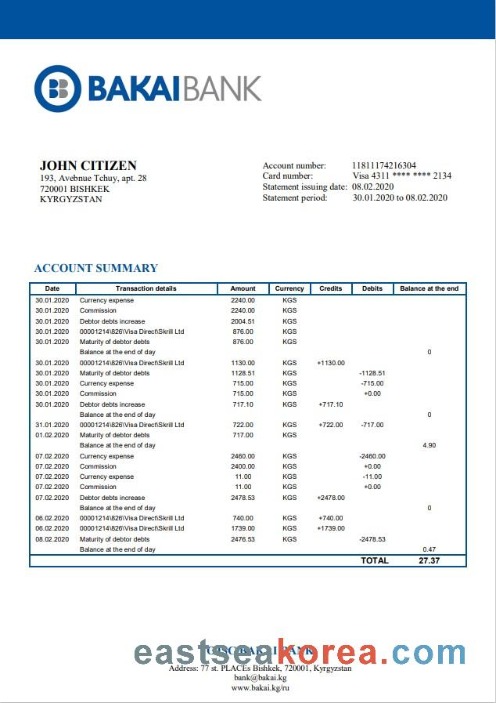 BAKAIBANK
JOHN CITIZEN
193, Avebnue Tchuy, apt. 28
720001 BISHKEK
KYRGYZSTAN
Account number: 11811174216304
Card number: Visa 4311 **** **** 2134
Statement issuing date: 08.02.2020
Statement period: 30.01.2020 to 08.02.2020
ACCOUNT SUMMARY
Date Transaction details Amount Currency Credits Debits Balance at the end
30.01.2020 Currency expense 2240.00 KGS
30.01.2020 Commission 2240.00 KGS
30.01.2020 Debtor debts increase 2004.51 KGS
30.01.2020 00001214\826\Visa Direct\Skrill Ltd 876.00 KGS
30.01.2020 Maturity of debtor debts 876.00 KGS
Balance at the end of day 0
30.01.2020 00001214\826\Visa Direct\Skrill Ltd 1130.00 KGS +1130.00
30.01.2020 Maturity of debtor debts 1128.51 KGS -1128.51
30.01.2020 Currency expense 715.00 KGS -715.00
30.01.2020 Commission 715.00 KGS +0.00
30.01.2020 Debtor debts increase 717.10 KGS +717.10
Balance at the end of day 0
31.01.2020 00001214\826\Visa Direct\Skrill Ltd 722.00 KGS +722.00 -717.00
01.02.2020 Maturity of debtor debts 717.00 KGS
Balance at the end of day 4.90
07.02.2020 Currency expense 2460.00 KGS -2460.00
07.02.2020 Commission 2400.00 KGS +0.00
07.02.2020 Currency expense 11.00 KGS -11.00
07.02.2020 Commission 11.00 KGS +0.00
07.02.2020 Debtor debts increase 2478.53 KGS +2478.00
Balance at the end of day 0
06.02.2020 00001214\826\Visa Direct\Skrill Ltd 740.00 KGS +740.00
06.02.2020 00001214\826\Visa Direct\Skrill Ltd 1739.00 KGS +1739.00
08.02.2020 Maturity of debtor debts 2476.53 KGS -2478.53
Balance at the end of day 0.47
TOTAL 27.37
BAKAI BANK
eastseakorea.com
Address: 77 st. PLACEs Bishkek, 720001, Kyrgyzstan
bank@bakai.kg
www.bakai.kg/ru